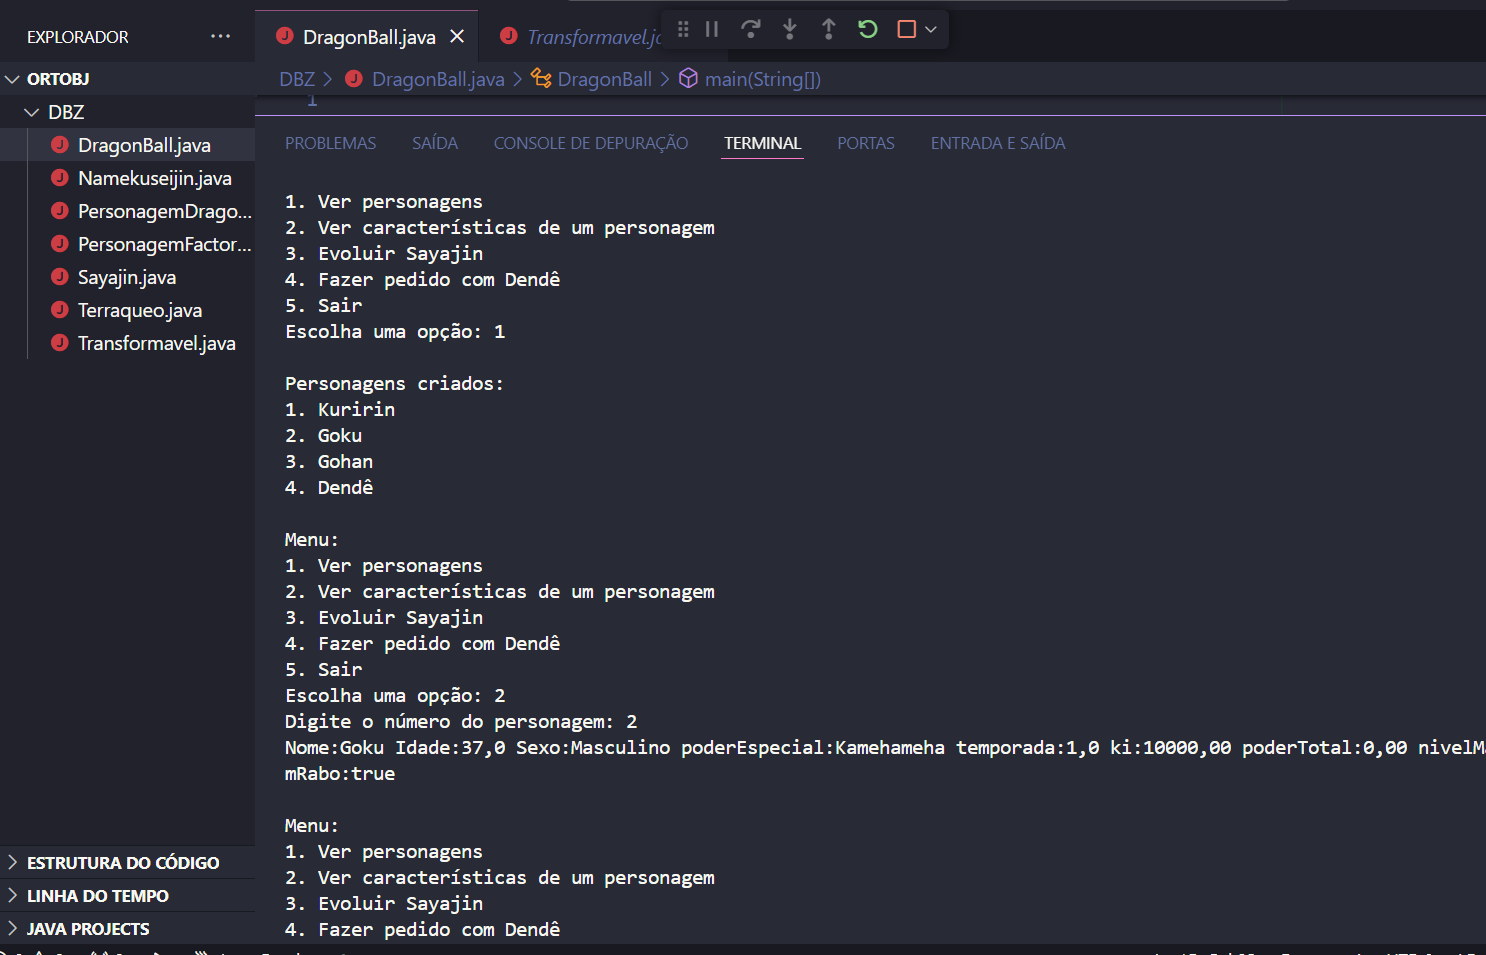 EXPLORADOR ···
DragonBall.java
Transformavel.
ORTOBJ
DBZ
DragonBall.java
Namekuseijin.java
PersonagemDrago...
PersonagemFactor...
Sayajin.java
Terraqueo.java
Transformavel.java
ESTRUTURA DO CÓDIGO
LINHA DO TEMPO
JAVA PROJECTS
DBZ > DragonBall.java > DragonBall > main(String[])
1
PROBLEMAS SAÍDA CONSOLE DE DEPURAÇÃO TERMINAL PORTAS ENTRADA E SAÍDA
1. Ver personagens
2. Ver características de um personagem
3. Evoluir Sayajin
4. Fazer pedido com Dendê
5. Sair
Escolha uma opção: 1
Personagens criados:
1. Kuririn
2. Goku
3. Gohan
4. Dendê
Menu:
1. Ver personagens
2. Ver características de um personagem
3. Evoluir Sayajin
4. Fazer pedido com Dendê
5. Sair
Escolha uma opção: 2
Digite o número do personagem: 2
Nome:Goku Idade:37,0 Sexo:Masculino poderEspecial:Kamehameha temporada:1,0 ki:10000,00 poderTotal:0,00 nivelM
mRabo:true
Menu:
1. Ver personagens
2. Ver características de um personagem
3. Evoluir Sayajin
4. Fazer pedido com Dendê